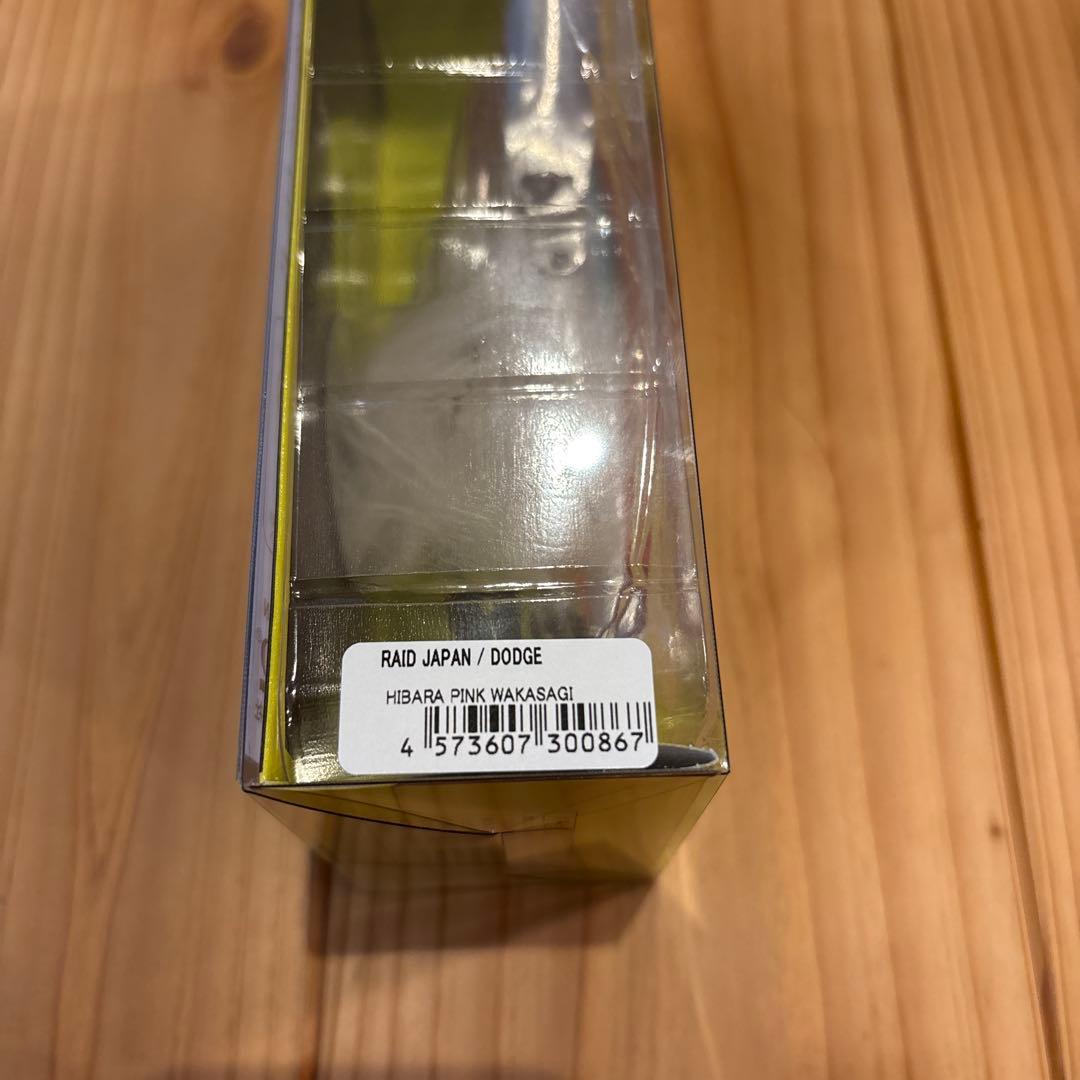 RAID JAPAN / DODGE
HIBARA PINK WAKASAGI
4 573607 300867